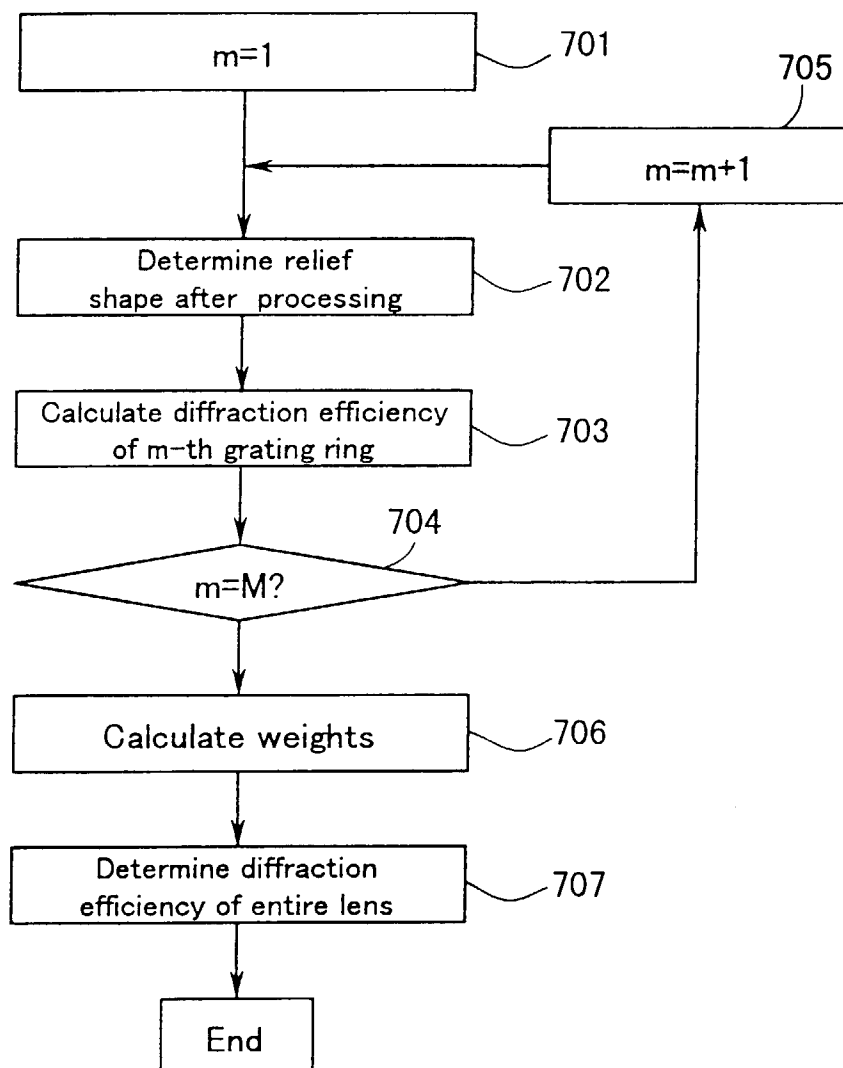 m=1
701
705
m=m+1
Determine relief
shape after processing
702
Calculate diffraction efficiency
of m-th grating ring
703
704
m=M?
Calculate weights
706
Determine diffraction
efficiency of entire lens
707
End